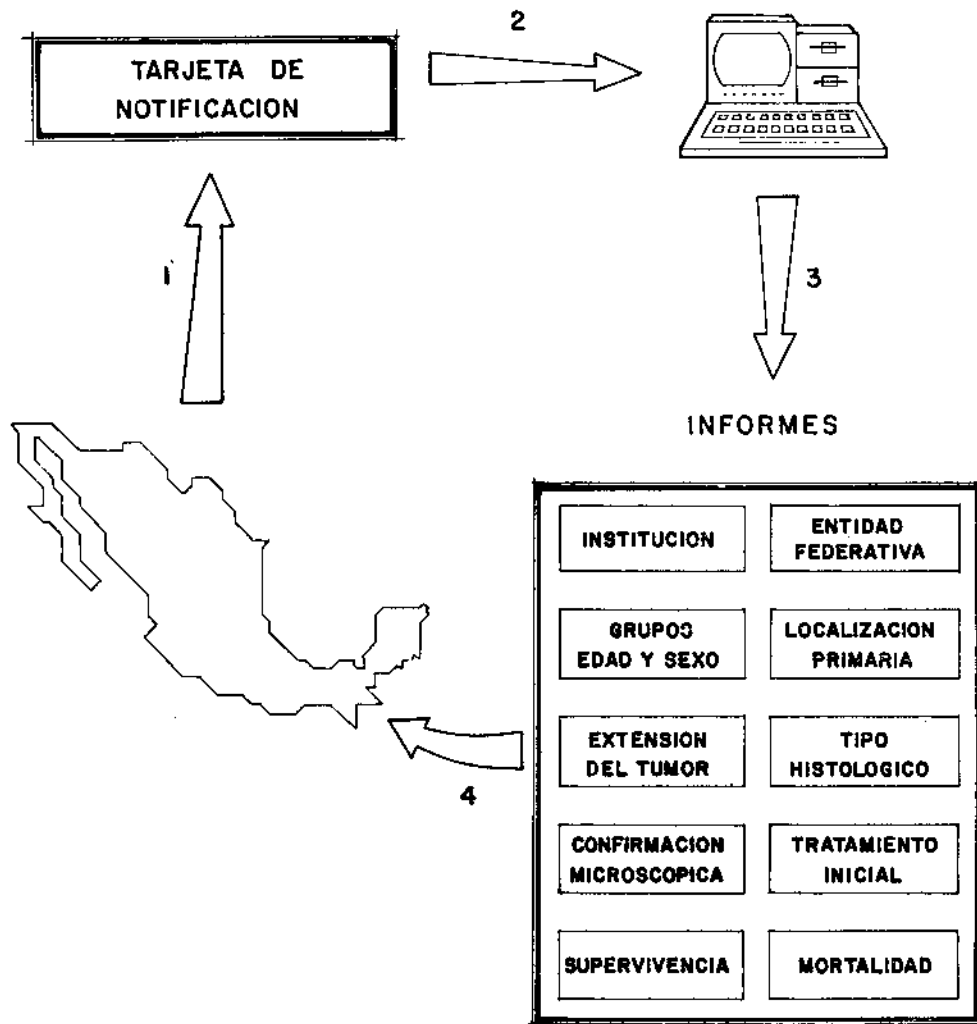 TARJETA DE
NOTIFICACION
2
1
3
INFORMES
INSTITUCION
ENTIDAD
FEDERATIVA
GRUPOS
EDAD Y SEXO
LOCALIZACION
PRIMARIA
EXTENSION
DEL TUMOR
TIPO
HISTOLOGICO
4
CONFIRMACION
MICROSCOPICA
TRATAMIENTO
INICIAL
SUPERVIVENCIA
MORTALIDAD